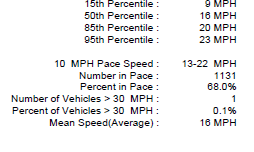 15th Percentile : 9 MPH
50th Percentile : 16 MPH
85th Percentile : 20 MPH
95th Percentile : 23 MPH
10 MPH Pace Speed : 13-22 MPH
Number in Pace : 1131
Percent in Pace : 68.0%
Number of Vehicles > 30 MPH : 1
Percent of Vehicles > 30 MPH : 0.1%
Mean Speed(Average) : 16 MPH